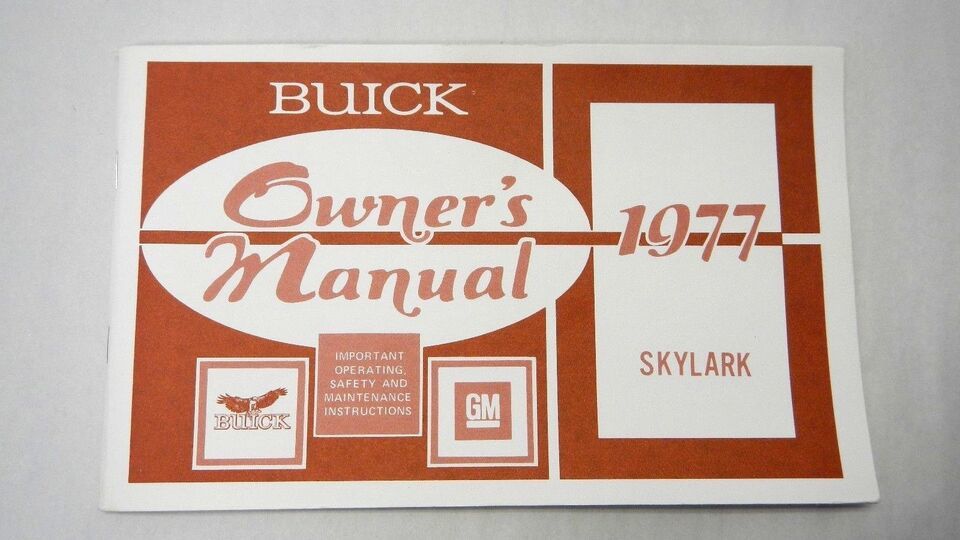 BUICK
Owner's
Manual
IMPORTANT
OPERATING,
SAFETY AND
MAINTENANCE
INSTRUCTIONS
BUICK
GM
1977
SKYLARK